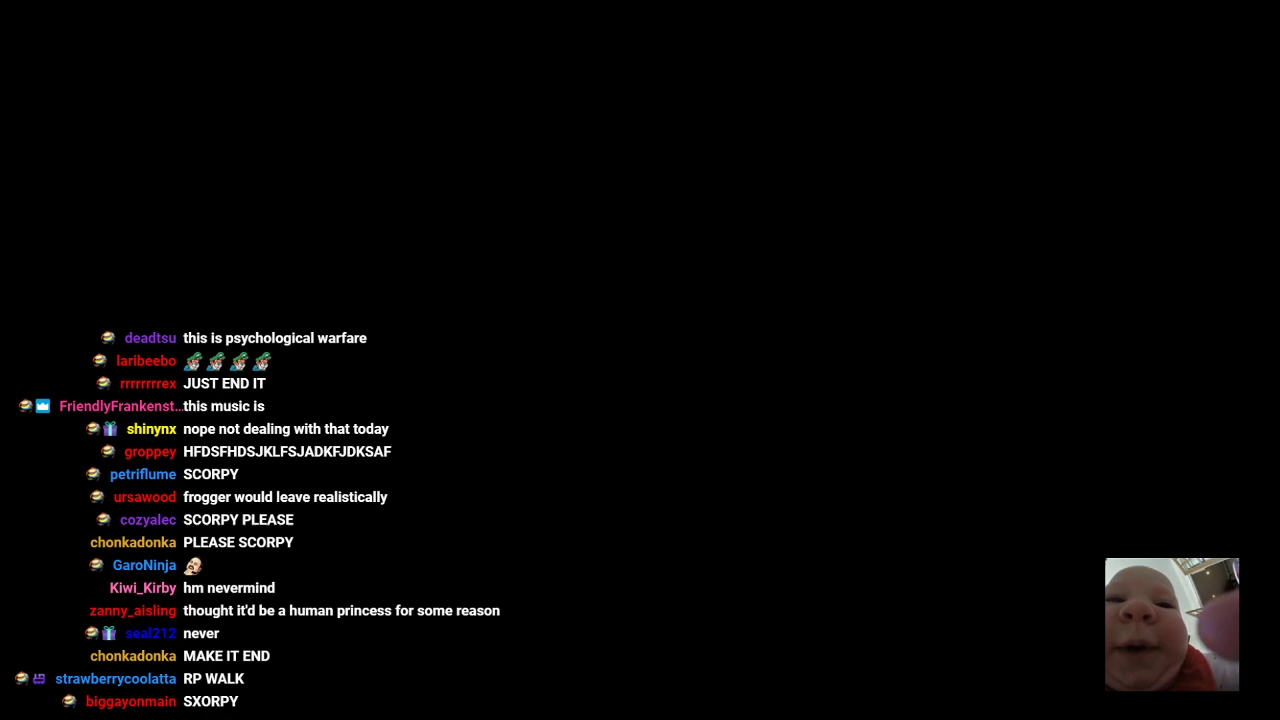 deadtsu this is psychological warfare
laribeebo
rrrrrrrrex JUST END IT
FriendlyFrankenst... this music is
shinynx nope not dealing with that today
groppey HFDSFHDSJKLFSJADKFJDKSAF
petriflume SCORPY
ursawood frogger would leave realistically
cozyalec SCORPY PLEASE
chonkadonka PLEASE SCORPY
GaroNinja
Kiwi_Kirby hm nevermind
zanny_aisling thought it'd be a human princess for some reason
seal212 never
chonkadonka MAKE IT END
strawberrycoolatta RP WALK
biggayonmain SXORPY